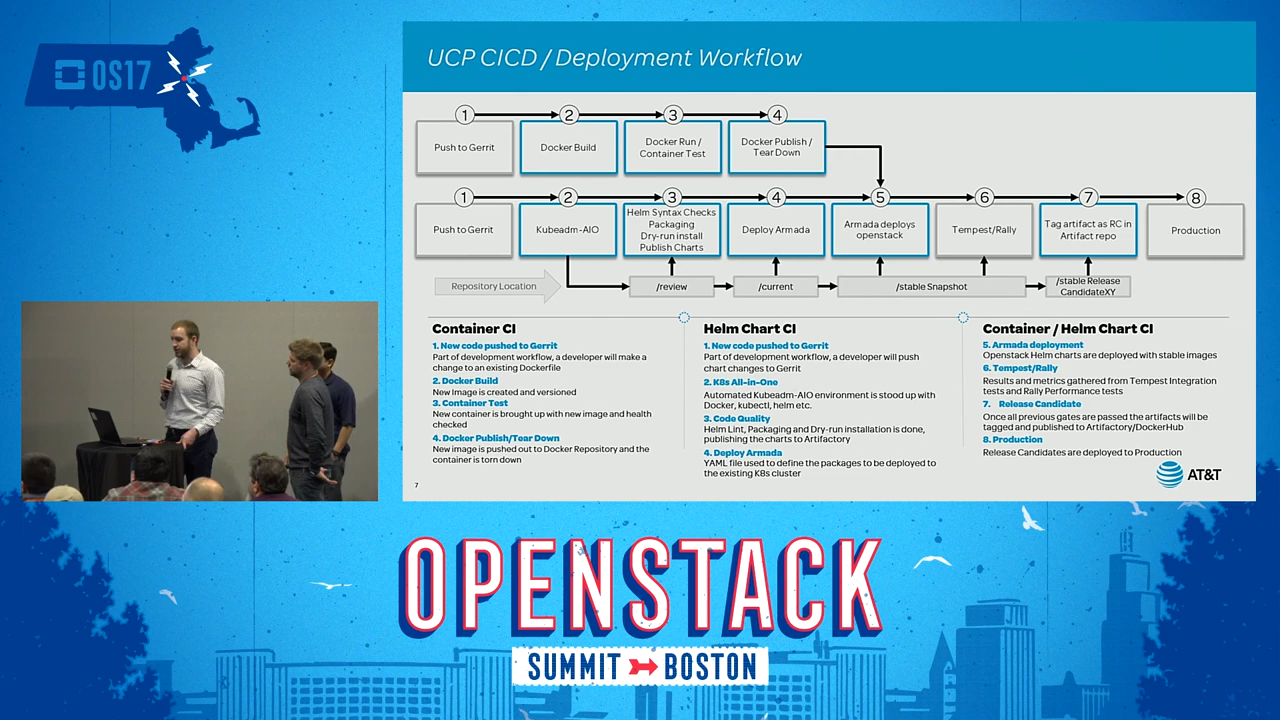 OS17
UCP CICD / Deployment Workflow
1
2
3
4
Push to Gerrit
Docker Build
Docker Run /
Container Test
Docker Publish /
Tear Down
1
2
3
4
5
6
7
8
Push to Gerrit
Kubeadm-AIO
Helm Syntax Checks
Packaging
Dry-run install
Publish Charts
Deploy Armada
Armada deploys
openstack
Tempest/Rally
Tag artifact as RC in
Artifact repo
Production
Repository Location
/review
/current
/stable Snapshot
/stable Release
CandidateXY
Container CI
1. New code pushed to Gerrit
Part of development workflow, a developer will make a
change to an existing Dockerfile
2. Docker Build
New Image is created and versioned
3. Container Test
New container is brought up with new image and health
checked
4. Docker Publish/Tear Down
New image is pushed out to Docker Repository and the
container is torn down
Helm Chart CI
1. New code pushed to Gerrit
Part of development workflow, a developer will push
chart changes to Gerrit
2. K8s All-in-One
Automated Kubeadm-AIO environment is stood up with
Docker, kubectl, helm etc.
3. Code Quality
Helm Lint, Packaging and Dry-run installation is done,
publishing the charts to Artifactory
4. Deploy Armada
YAML file used to define the packages to be deployed to
the existing K8s cluster
Container / Helm Chart CI
5. Armada deployment
Openstack Helm charts are deployed with stable images
6. Tempest/Rally
Results and metrics gathered from Tempest Integration
tests and Rally Performance tests
7. Release Candidate
Once all previous gates are passed the artifacts will be
tagged and published to Artifactory/DockerHub
8. Production
Release Candidates are deployed to Production
7
AT&T
OPENSTACK
SUMMIT BOSTON